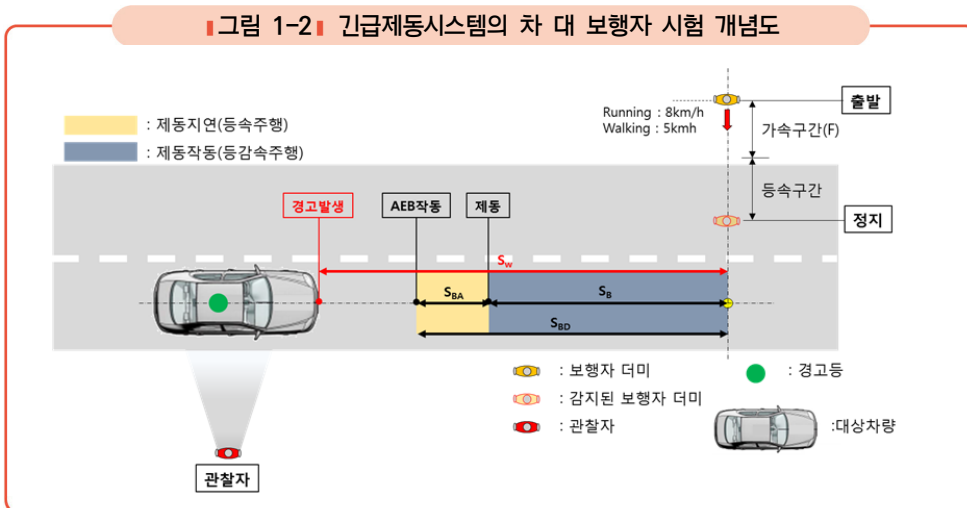 ▮그림 1-2▮ 긴급제동시스템의 차 대 보행자 시험 개념도
: 제동지연(등속주행)
: 제동작동(등감속주행)
Running : 8km/h
Walking : 5kmh
출발
가속구간(F)
등속구간
정지
경고발생
AEB작동
제동
Sw
SBA
SB
SBD
: 보행자 더미
: 경고등
: 감지된 보행자 더미
: 관찰자
:대상차량
관찰자